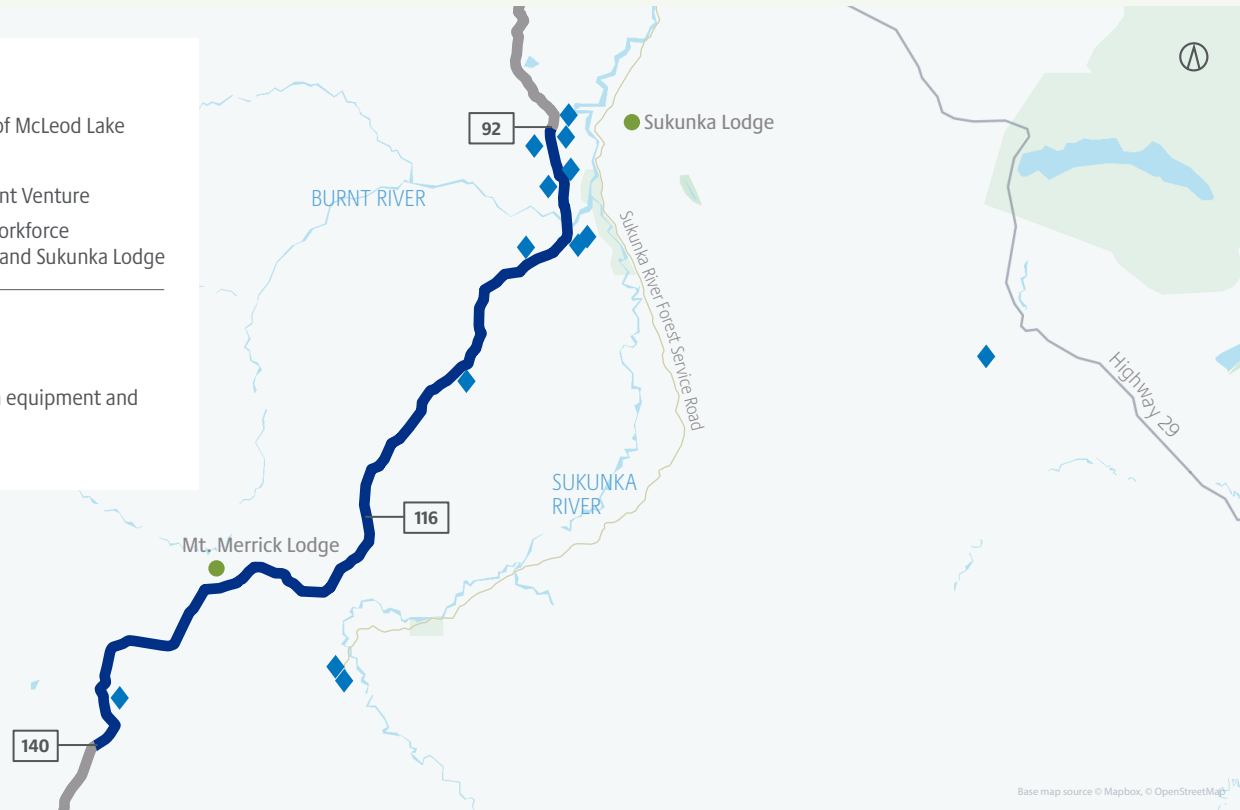 of McLeod Lake
nt Venture
orkforce
and Sukunka Lodge
equipment and
92
Sukunka Lodge
BURNT RIVER
Sukunka River Forest Service Road
Highway 29
SUKUNKA
RIVER
116
Mt. Merrick Lodge
140
Base map source © Mapbox, © OpenStreetMap